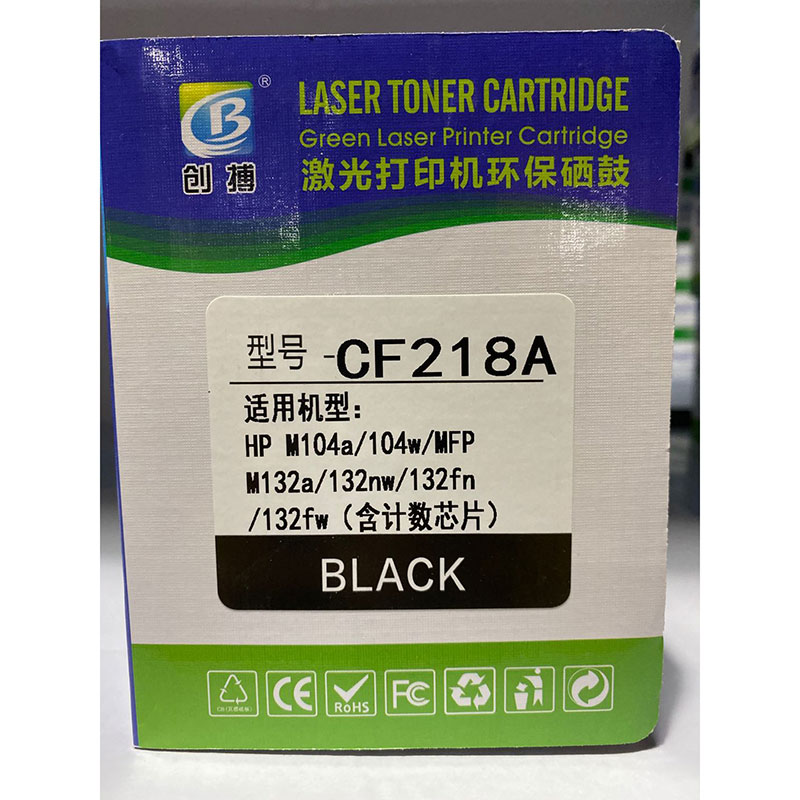 CB
®
创搏
LASER TONER CARTRIDGE
Green Laser Printer Cartridge
激光打印机环保硒鼓
型号 -CF218A
适用机型：
HP M104a/104w/MFP
M132a/132nw/132fn
/132fw（含计数芯片）
BLACK
CE
RoHS
FC